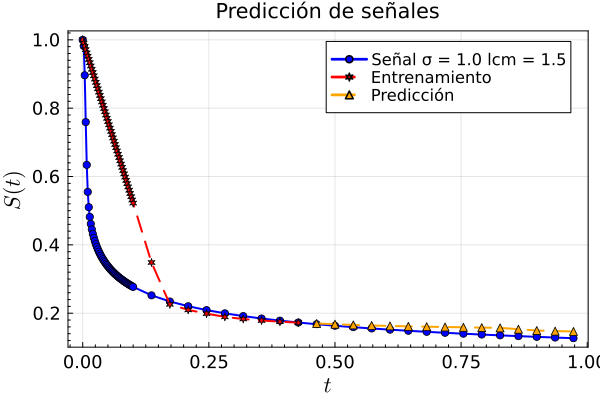 Predicción de señales
Señal σ = 1.0 lcm = 1.5
Entrenamiento
Predicción
S(t)
1.0
0.8
0.6
0.4
0.2
0.00
0.25
0.50
0.75
1.00
t